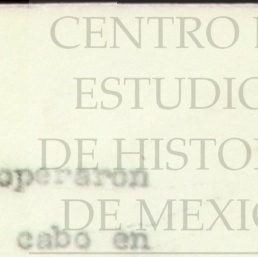 CENTRO
ESTUDIO
DE HISTO
operaron
DE MEXIC
cabo en